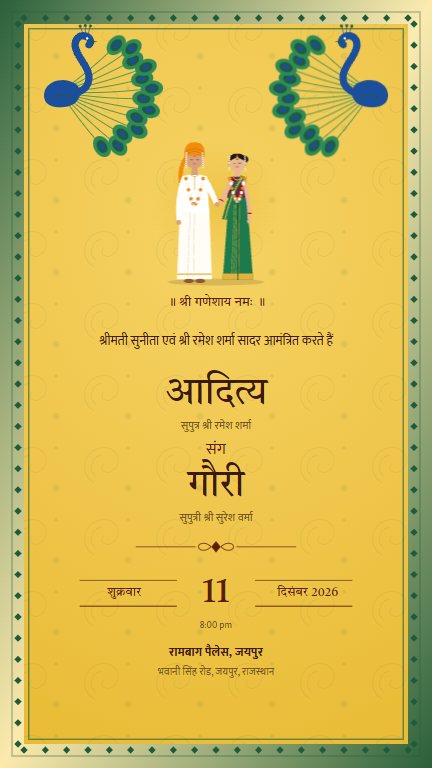 ॥ श्री गणेशाय नमः ॥
श्रीमती सुनीता एवं श्री रमेश शर्मा सादर आमंत्रित करते हैं
आदित्य
सुपुत्र श्री रमेश शर्मा
संग
गौरी
सुपुत्री श्री सुरेश वर्मा
शुक्रवार 11 दिसंबर 2026
8:00 pm
रामबाग पैलेस, जयपुर
भवानी सिंह रोड, जयपुर, राजस्थान